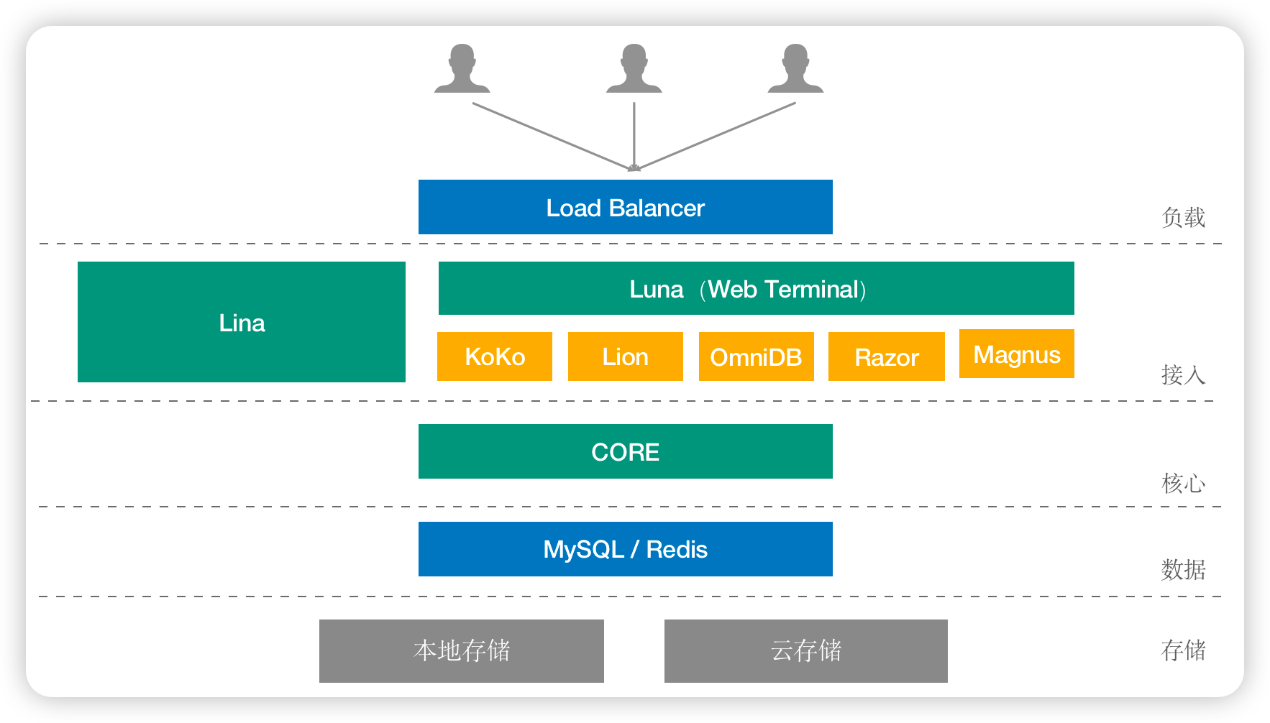 Load Balancer
负载
Lina
Luna（Web Terminal）
KoKo
Lion
OmniDB
Razor
Magnus
接入
CORE
核心
MySQL / Redis
数据
本地存储
云存储
存储